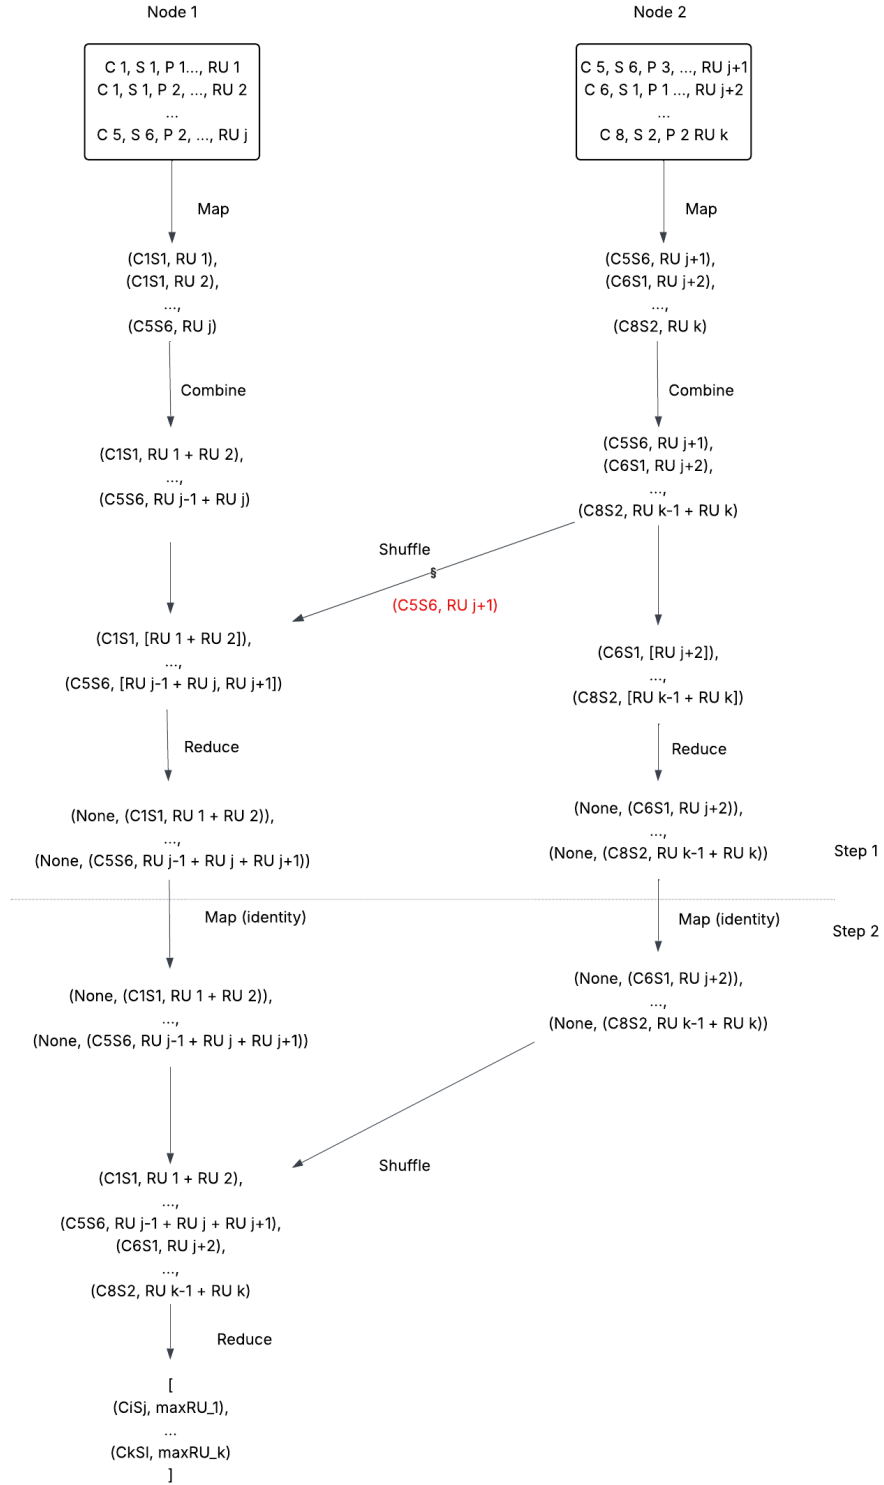 Node 1
Node 2
C 1, S 1, P 1..., RU 1
C 1, S 1, P 2, ..., RU 2
...
C 5, S 6, P 2, ..., RU j
C 5, S 6, P 3, ..., RU j+1
C 6, S 1, P 1 ..., RU j+2
...
C 8, S 2, P 2 RU k
Map
Map
(C1S1, RU 1),
(C1S1, RU 2),
...,
(C5S6, RU j)
(C5S6, RU j+1),
(C6S1, RU j+2),
...,
(C8S2, RU k)
Combine
Combine
(C1S1, RU 1 + RU 2),
...,
(C5S6, RU j-1 + RU j)
(C5S6, RU j+1),
(C6S1, RU j+2),
...,
(C8S2, RU k-1 + RU k)
Shuffle
§
(C5S6, RU j+1)
(C1S1, [RU 1 + RU 2]),
...,
(C5S6, [RU j-1 + RU j, RU j+1])
(C6S1, [RU j+2]),
...,
(C8S2, [RU k-1 + RU k])
Reduce
Reduce
(None, (C1S1, RU 1 + RU 2)),
...,
(None, (C5S6, RU j-1 + RU j + RU j+1))
(None, (C6S1, RU j+2)),
...,
(None, (C8S2, RU k-1 + RU k))
Step 1
Map (identity)
Map (identity)
Step 2
(None, (C1S1, RU 1 + RU 2)),
...,
(None, (C5S6, RU j-1 + RU j + RU j+1))
(None, (C6S1, RU j+2)),
...,
(None, (C8S2, RU k-1 + RU k))
Shuffle
(C1S1, RU 1 + RU 2),
...,
(C5S6, RU j-1 + RU j + RU j+1),
(C6S1, RU j+2),
...,
(C8S2, RU k-1 + RU k)
Reduce
[
(CiSj, maxRU_1),
...
(CkSl, maxRU_k)
]